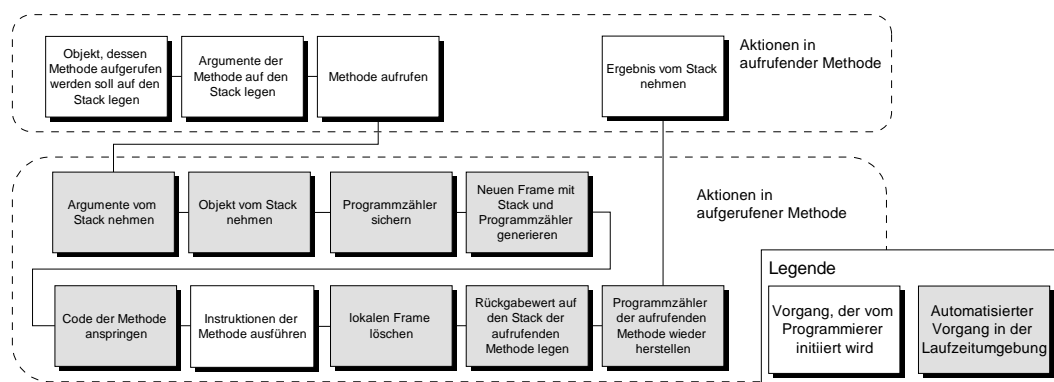 Objekt, dessen
Methode aufgerufen
werden soll auf den
Stack legen
Argumente der
Methode auf den
Stack legen
Methode aufrufen
Ergebnis vom Stack
nehmen
Aktionen in
aufrufender Methode
Argumente vom
Stack nehmen
Objekt vom Stack
nehmen
Programmzähler
sichern
Neuen Frame mit
Stack und
Programmzähler
generieren
Aktionen in
aufgerufener Methode
Code der Methode
anspringen
Instruktionen der
Methode ausführen
lokalen Frame
löschen
Rückgabewert auf
den Stack der
aufrufenden
Methode legen
Programmzähler
der aufrufenden
Methode wieder
herstellen
Legende
Vorgang, der vom
Programmierer
initiiert wird
Automatisierter
Vorgang in der
Laufzeitumgebung